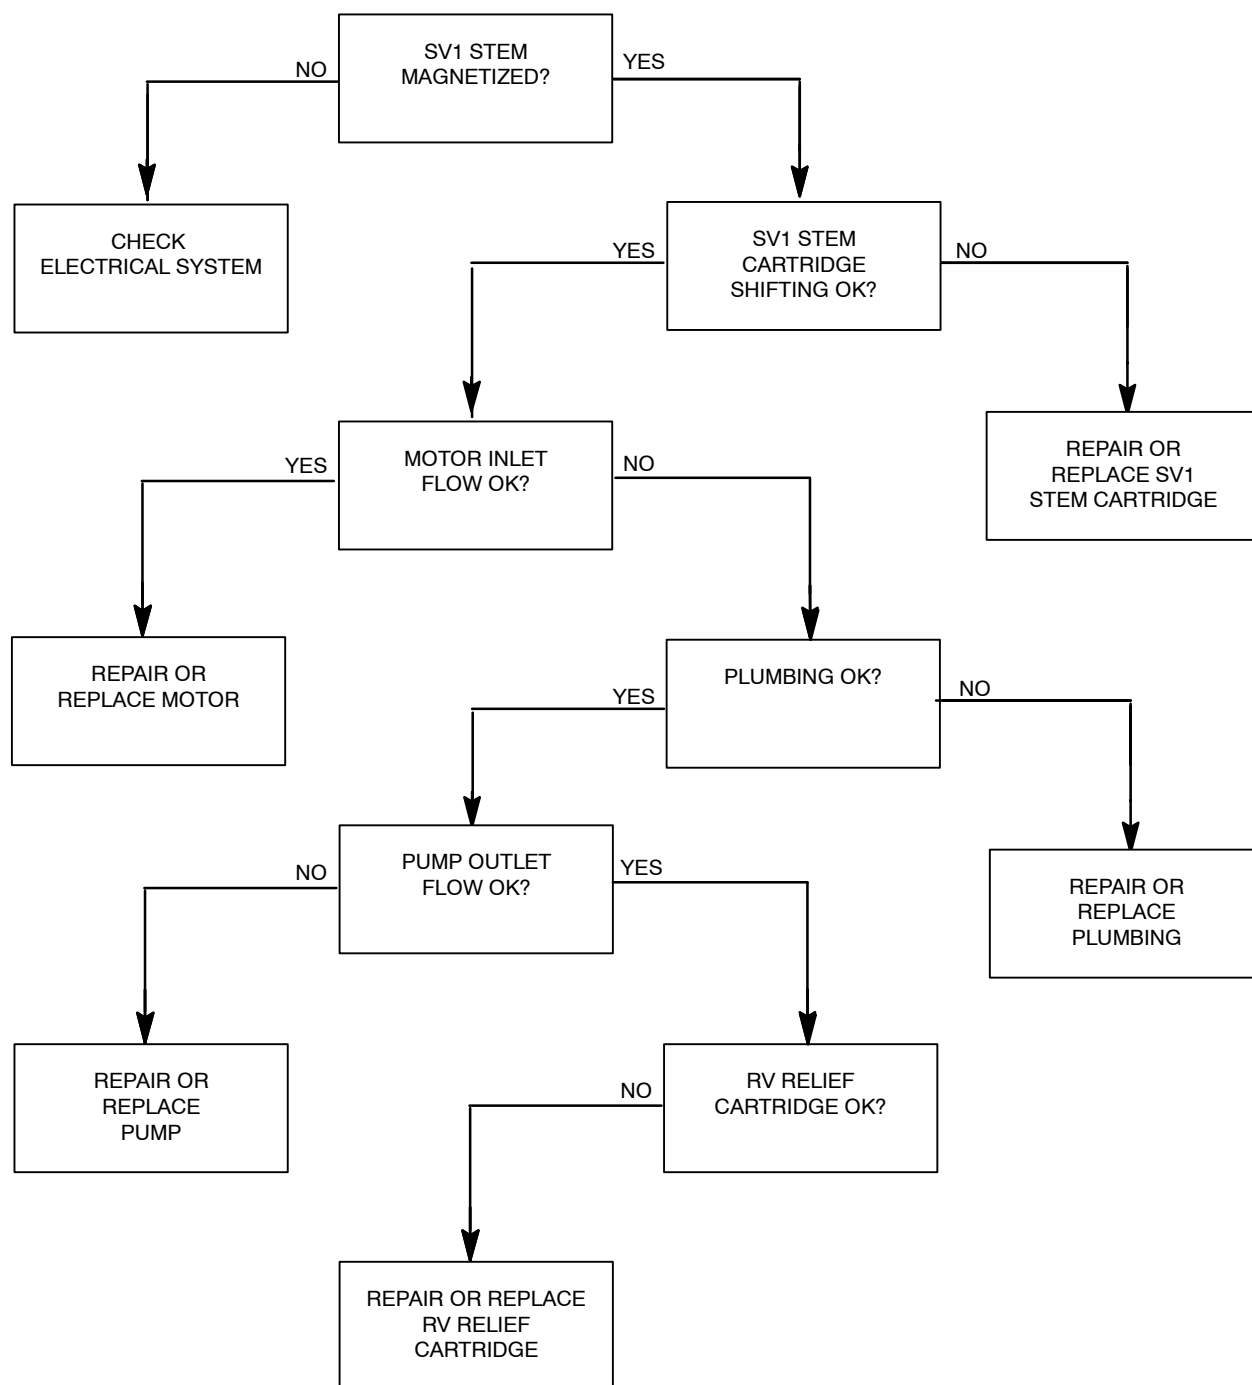 SV1 STEM
MAGNETIZED?
NO
YES
CHECK
ELECTRICAL SYSTEM
SV1 STEM
CARTRIDGE
SHIFTING OK?
YES
NO
MOTOR INLET
FLOW OK?
YES
NO
REPAIR OR
REPLACE SV1
STEM CARTRIDGE
REPAIR OR
REPLACE MOTOR
PLUMBING OK?
YES
NO
PUMP OUTLET
FLOW OK?
NO
YES
REPAIR OR
REPLACE
PLUMBING
REPAIR OR
REPLACE
PUMP
RV RELIEF
CARTRIDGE OK?
NO
REPAIR OR REPLACE
RV RELIEF
CARTRIDGE